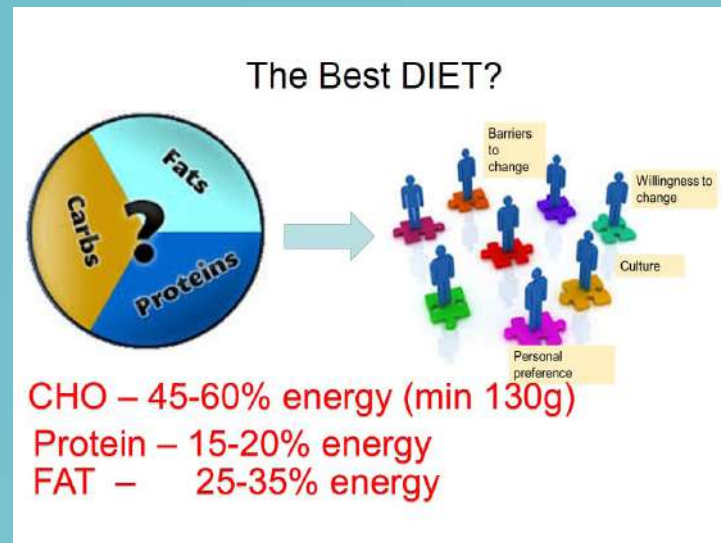 The Best DIET?
Fats
Carbs
?
Proteins
Barriers
to
change
Willingness to
change
Culture
Personal
preference
CHO – 45-60% energy (min 130g)
Protein – 15-20% energy
FAT – 25-35% energy